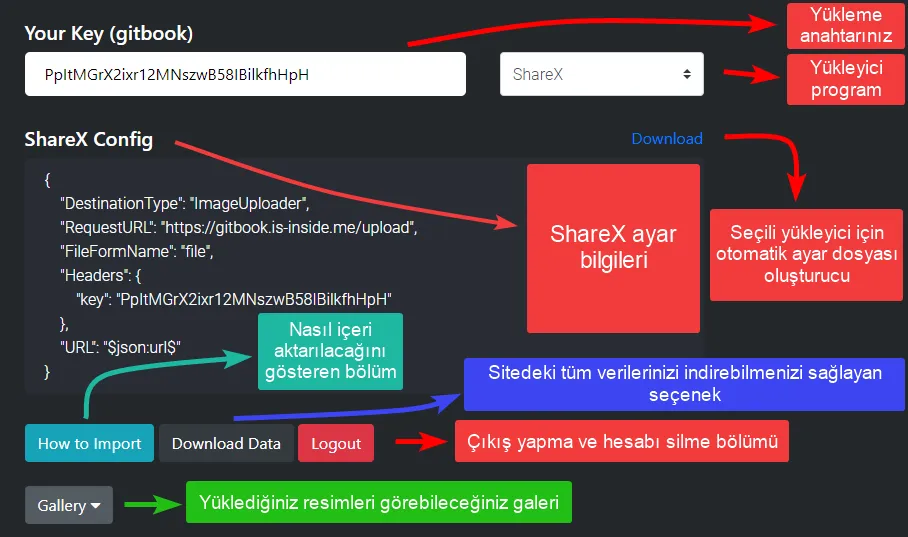 Your Key (gitbook)
Yükleme
anahtarınız
PpItMGrX2ixr12MNszwB58IBilkfhHpH
ShareX
Yükleyici
program
ShareX Config
Download
{
"DestinationType": "ImageUploader",
"RequestURL": "https://gitbook.is-inside.me/upload",
"FileFormName": "file",
"Headers": {
"key": "PpItMGrX2ixr12MNszwB58IBilkfhHpH"
},
"URL": "$json:url$"
}
ShareX ayar
bilgileri
Seçili yükleyici için
otomatik ayar dosyası
oluşturucu
Nasıl içeri
aktarılacağını
gösteren bölüm
Sitedeki tüm verilerinizi indirebilmenizi sağlayan
seçenek
How to Import
Download Data
Logout
Çıkış yapma ve hesabı silme bölümü
Gallery
Yüklediğiniz resimleri görebileceğiniz galeri